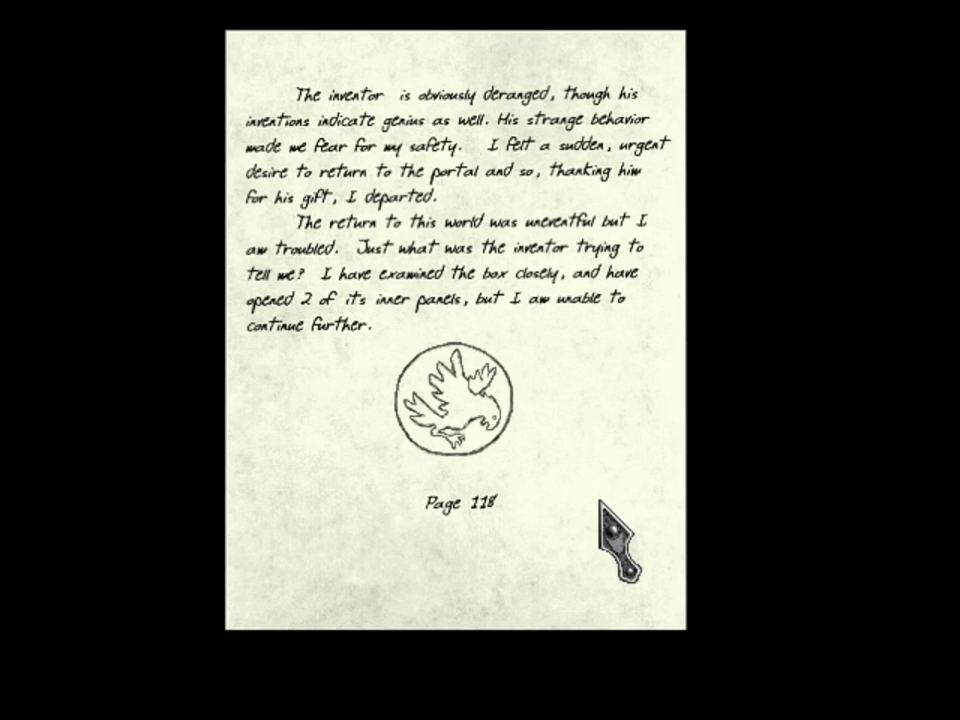 The inventor is obviously deranged, though his
inventions indicate genius as well. His strange behavior
made me fear for my safety. I felt a sudden, urgent
desire to return to the portal and so, thanking him
for his gift, I departed.
The return to this world was uneventful but I
am troubled. Just what was the inventor trying to
tell me? I have examined the box closely, and have
opened 2 of it's inner panels, but I am unable to
continue further.
Page 118